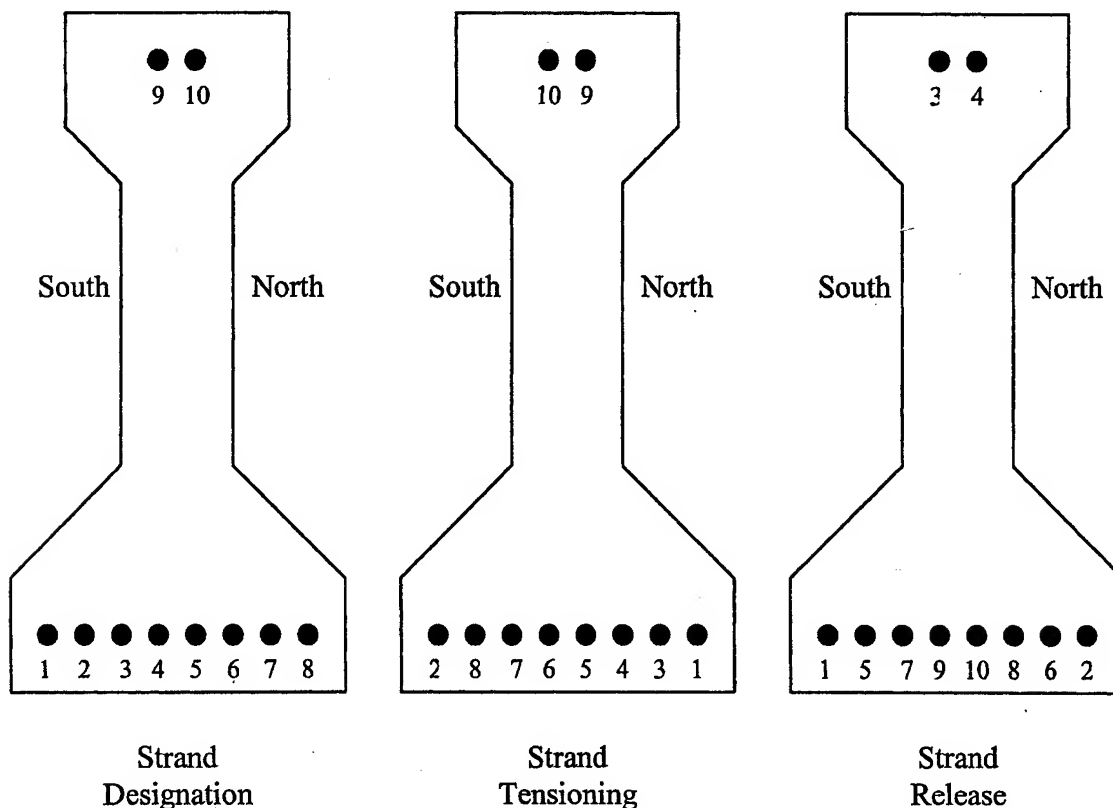 9 10 10 9 3 4
South North South North South North
1 2 3 4 5 6 7 8 2 8 7 6 5 4 3 1 1 5 7 9 10 8 6 2
Strand Strand Strand
Designation Tensioning Release